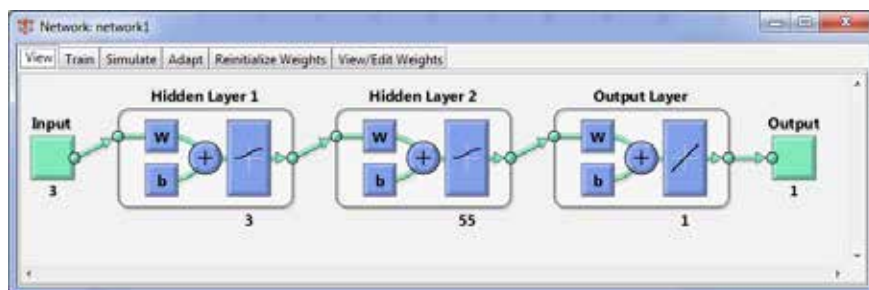 Network: network1
View Train Simulate Adapt Reinitialize Weights View/Edit Weights
Hidden Layer 1 Hidden Layer 2 Output Layer
Input Output
W W W
+ + +
b b b
3 1
3 55 1